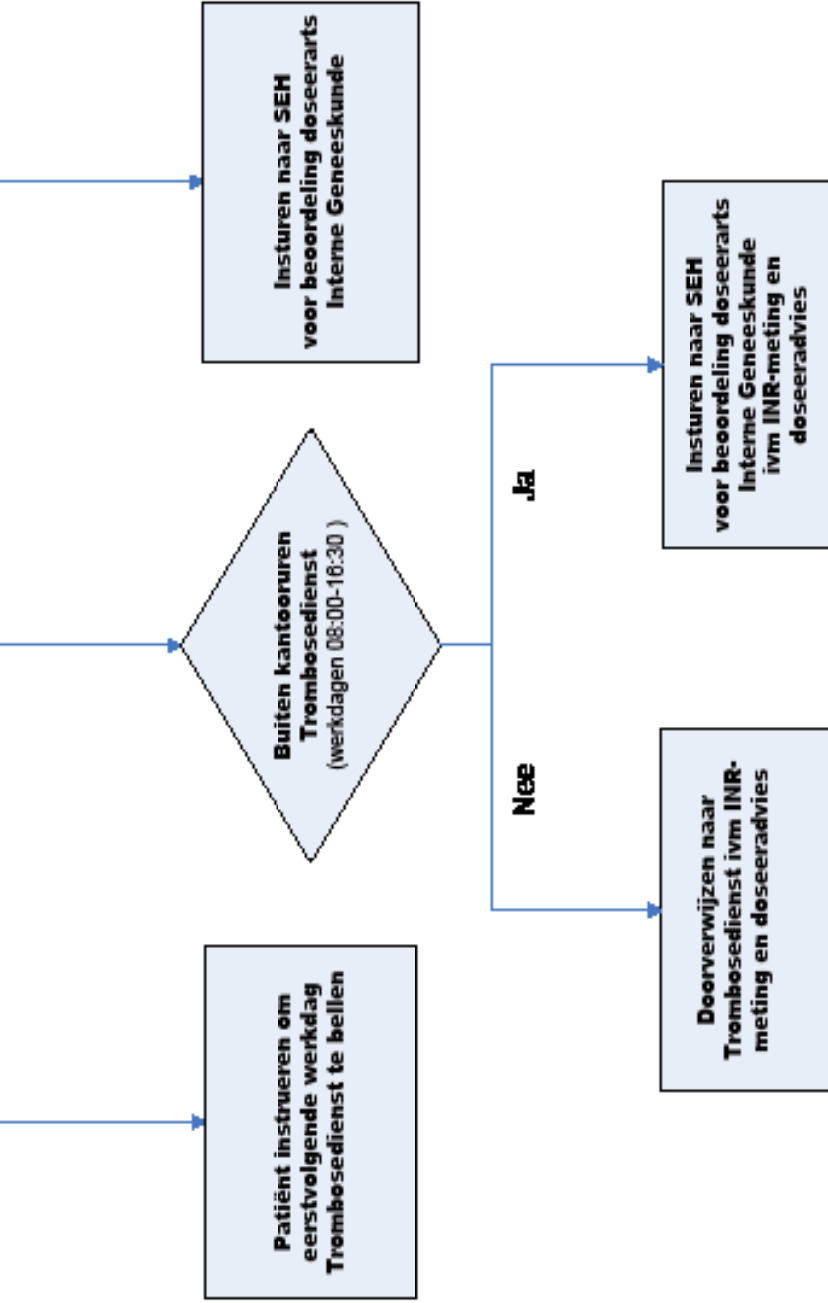 Patiënt instrueren om
eerstvolgende werkdag
Trombosedienst te bellen
Buiten kantooruren
Trombosedienst
(werkdagen 08:00-16:30 )
Insturen naar SEH
voor beoordeling doseerarts
Interne Geneeskunde
Nee
Ja
Doorverwijzen naar
Trombosedienst ivm INR-
meting en doseeradvies
Insturen naar SEH
voor beoordeling doseerarts
Interne Geneeskunde
ivm INR-meting en
doseeradvies